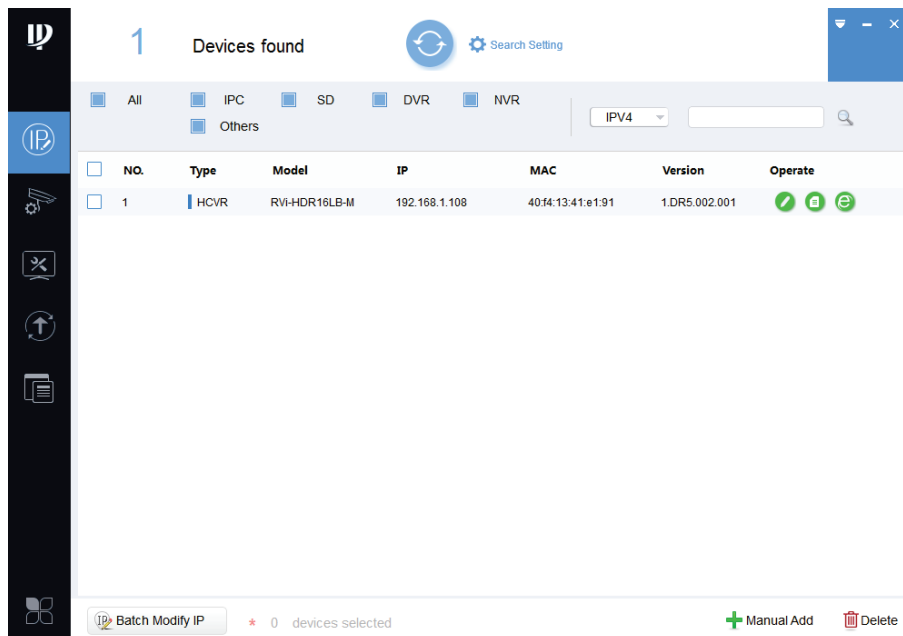 1 Devices found Search Setting
All IPC SD DVR NVR
Others IPV4
NO. Type Model IP MAC Version Operate
1 HCVR RVi-HDR16LB-M 192.168.1.108 40:f4:13:41:e1:91 1.DR5.002.001
Batch Modify IP * 0 devices selected Manual Add Delete